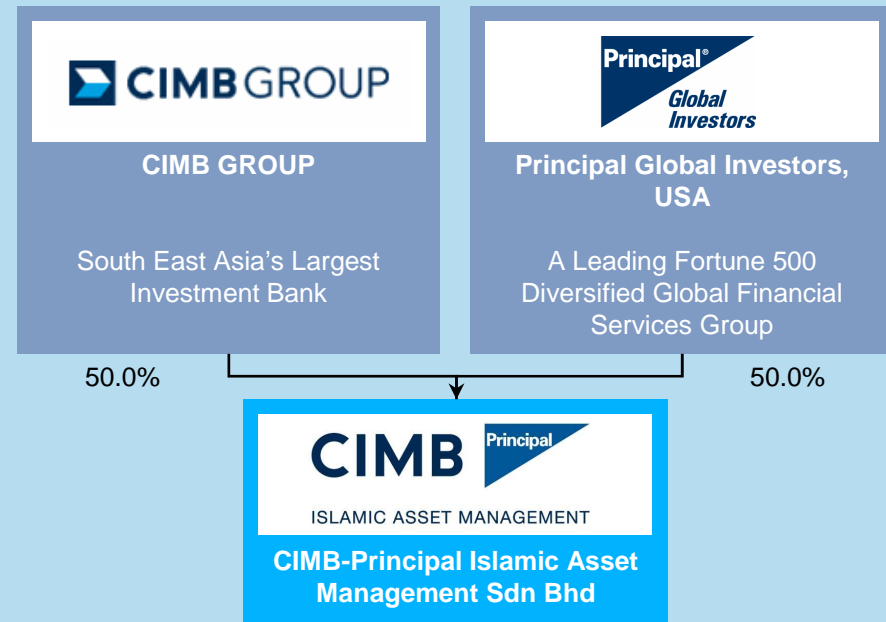 CIMB GROUP
CIMB GROUP
South East Asia's Largest
Investment Bank
Principal®
Global
Investors
Principal Global Investors,
USA
A Leading Fortune 500
Diversified Global Financial
Services Group
50.0%
50.0%
CIMB Principal
ISLAMIC ASSET MANAGEMENT
CIMB-Principal Islamic Asset
Management Sdn Bhd